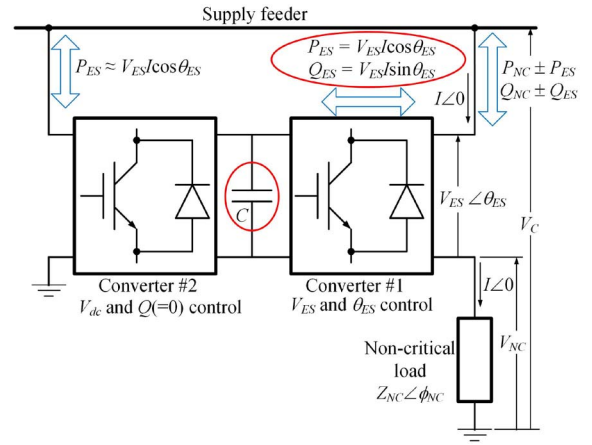 Supply feeder
P_ES ≈ V_ES I cosθ_ES
P_ES = V_ES I cosθ_ES
Q_ES = V_ES I sinθ_ES
I∠0
P_NC ± P_ES
Q_NC ± Q_ES
C
V_ES ∠θ_ES
V_C
Converter #2
V_dc and Q(=0) control
Converter #1
V_ES and θ_ES control
I∠0
Non-critical
load
Z_NC∠ϕ_NC
V_NC